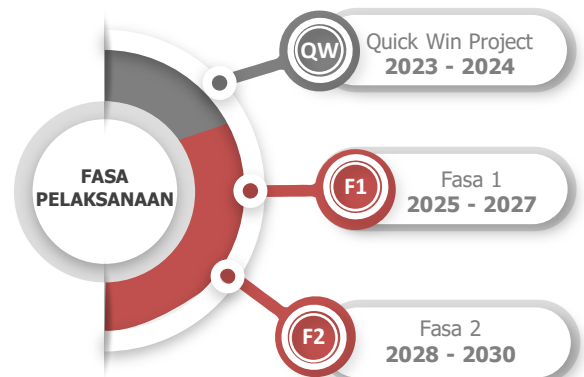 QW
Quick Win Project
2023 - 2024
FASA
PELAKSANAAN
F1
Fasa 1
2025 - 2027
F2
Fasa 2
2028 - 2030